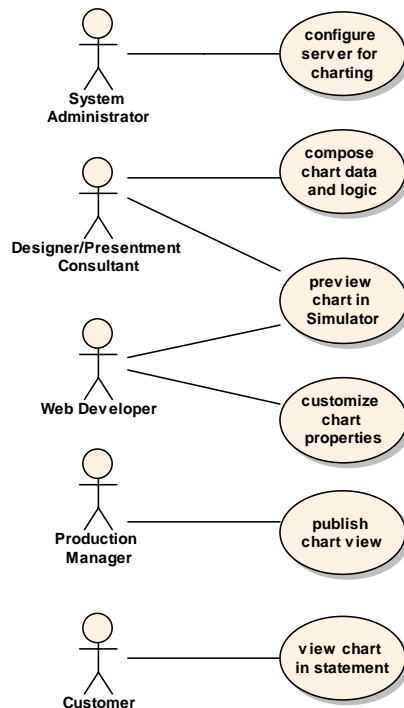 configure
server for
charting
System
Administrator
compose
chart data
and logic
Designer/Presentment
Consultant
preview
chart in
Simulator
Web Developer
customize
chart
properties
Production
Manager
publish
chart view
view chart
in statement
Customer